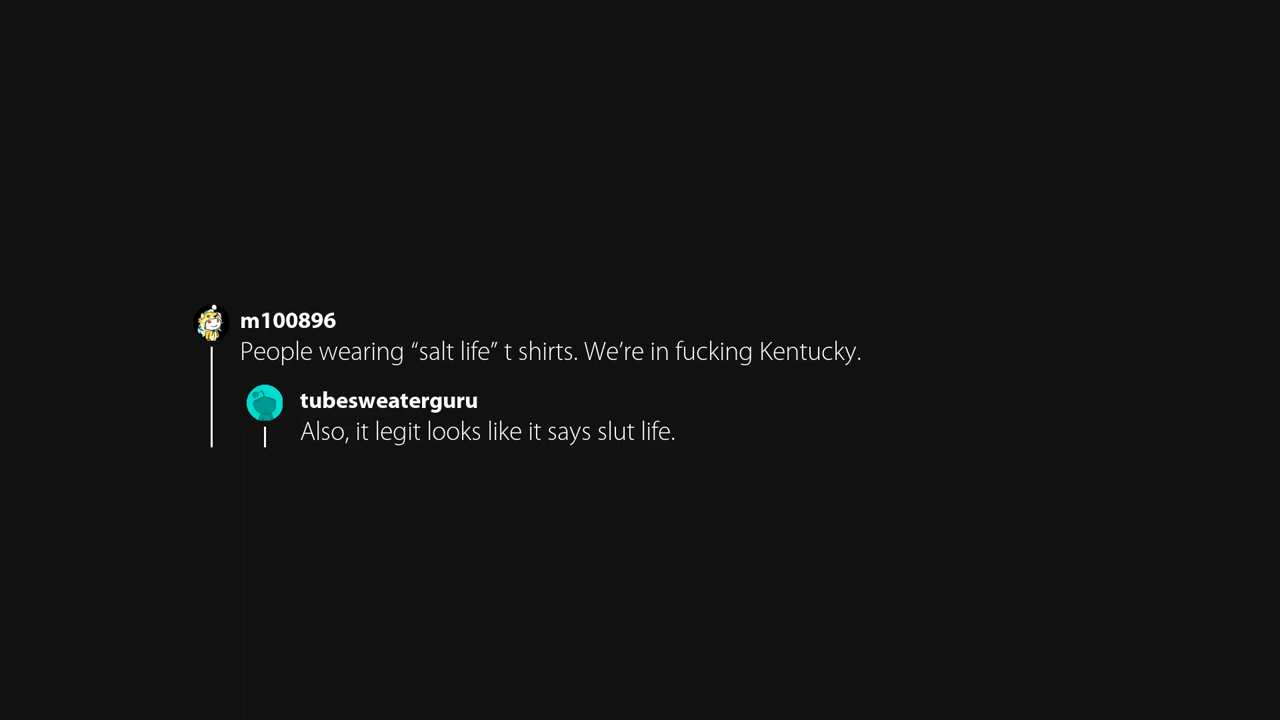 m100896
People wearing “salt life” t shirts. We’re in fucking Kentucky.
tubesweaterguru
Also, it legit looks like it says slut life.